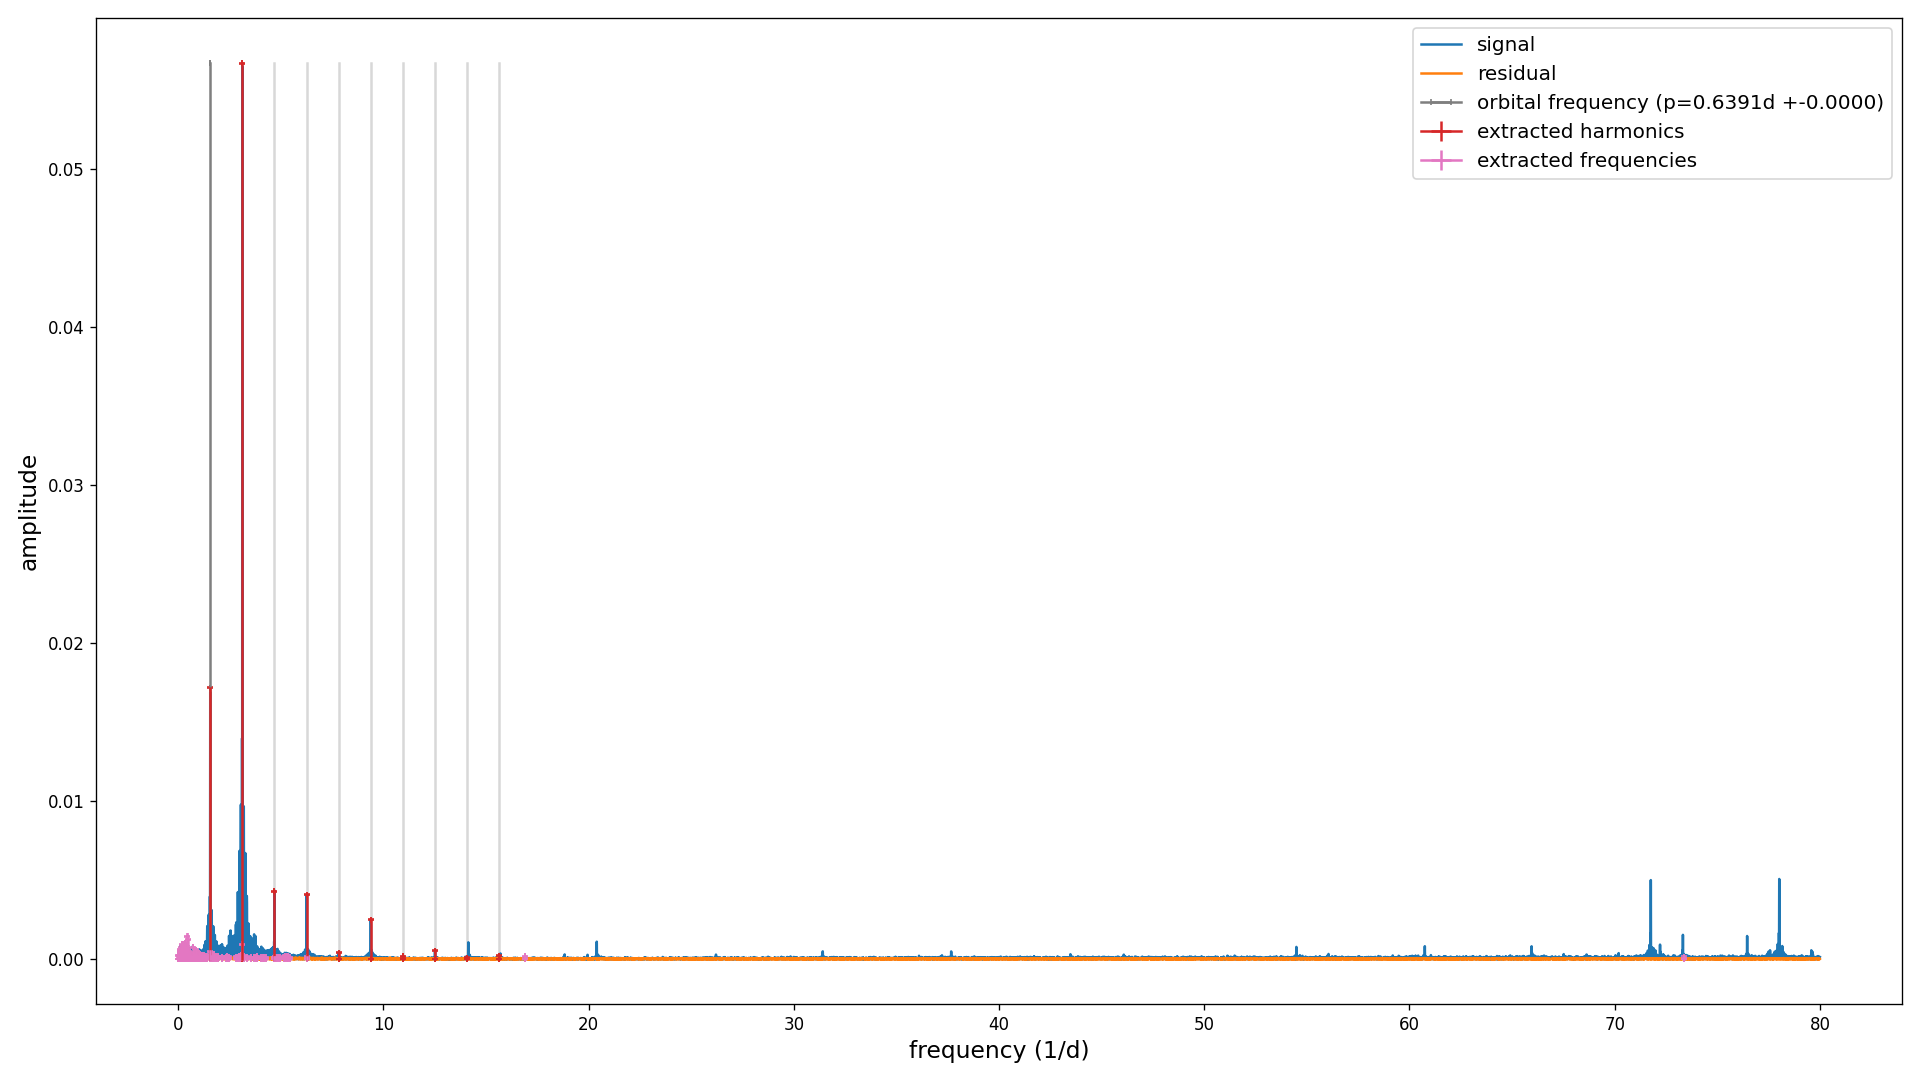 signal
residual
orbital frequency (p=0.6391d +-0.0000)
extracted harmonics
extracted frequencies
0.05
0.04
0.03
0.02
0.01
0.00
amplitude
0 10 20 30 40 50 60 70 80
frequency (1/d)